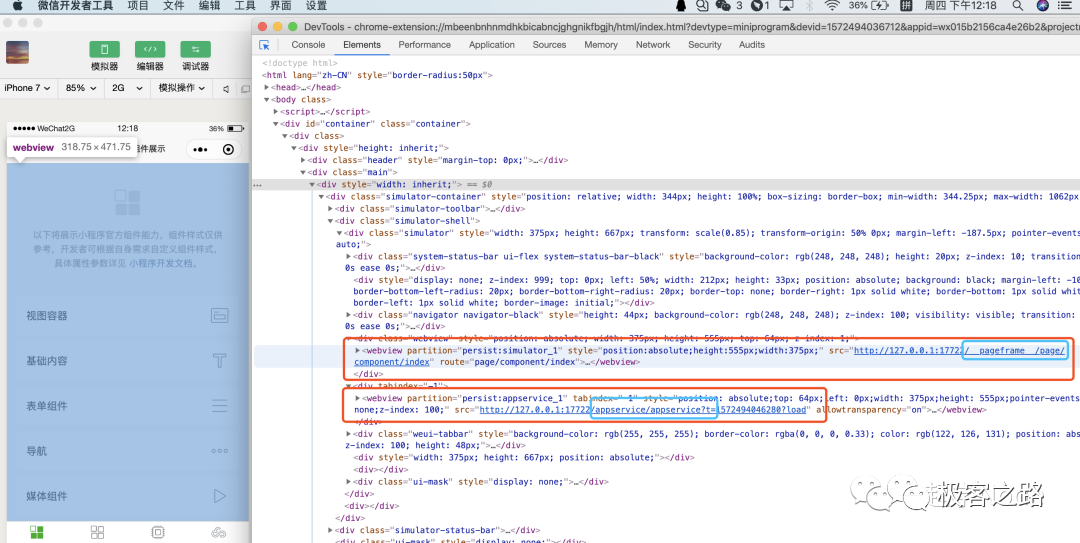 微信开发者工具 项目 文件 编辑 工具 界面 设置 3 1 36% 拼 周四 下午12:18
DevTools - chrome-extension://mbeenbnhnmdhkbicabncjghgnikfbgjh/html/index.html?devtype=miniprogram&devid=1572494036712&appid=wx015b2156ca4e26b2&project
模拟器 编辑器 调试器
iPhone 7 85% 2G 模拟操作
WeChat2G 12:18 36%
webview 318.75 × 471.75
件展示
以下将展示小程序官方组件能力，组件样式仅供
参考，开发者可根据自身需求自定义组件样式，
具体属性参数详见 小程序开发文档。
视图容器
基础内容
表单组件
导航
媒体组件
Console Elements Performance Application Sources Memory Network Security Audits
<!doctype html>
<html lang="zh-CN" style="border-radius:50px">
<head>…</head>
<body class>
<script>…</script>
<div id="container" class="container">
<div class>
<div style="height: inherit;">
<div class="header" style="margin-top: 0px;">…</div>
<div class="main">
… <div style="width: inherit;"> == $0
<div class="simulator-container" style="position: relative; width: 344px; height: 100%; box-sizing: border-box; min-width: 344.25px; max-width: 1062px
<div class="simulator-toolbar">…</div>
<div class="simulator-shell">
<div class="simulator" style="width: 375px; height: 667px; transform: scale(0.85); transform-origin: 50% 0px; margin-left: -187.5px; pointer-events
auto;">
<div class="system-status-bar ui-flex system-status-bar-black" style="background-color: rgb(248, 248, 248); height: 20px; z-index: 10; transition:
0s ease 0s;">…</div>
<div style="display: none; z-index: 999; top: 0px; left: 50%; width: 212px; height: 33px; position: absolute; background: black; margin-left: -10
border-bottom-left-radius: 20px; border-bottom-right-radius: 20px; border-top: none; border-right: 1px solid white; border-bottom: 1px solid whit
border-left: 1px solid white; border-image: initial;"></div>
<div class="navigator navigator-black" style="height: 44px; background-color: rgb(248, 248, 248); z-index: 100; visibility: visible; transition:
0s ease 0s;">…</div>
<div class="webview" style="position: absolute; width: 375px; height: 555px; top: 64px; z-index: 1;">
<webview partition="persist:simulator_1" style="position:absolute;height:555px;width:375px;" src="http://127.0.0.1:17722/__pageframe__/page/
component/index" route="page/component/index">…</webview>
</div>
<div tabindex="-1">
<webview partition="persist:appservice_1" tabindex="-1" style="position: absolute; top: 64px; left: 0px;width: 375px;height: 555px;pointer-events
none;z-index: 100;" src="http://127.0.0.1:17722/appservice/appservice?t=1572494046280?load" allowtransparency="on">…</webview>
</div>
<div class="weui-tabbar" style="background-color: rgb(255, 255, 255); border-color: rgba(0, 0, 0, 0.33); color: rgb(122, 126, 131); position: abs
z-index: 100; height: 48px;">…</div>
<div style="width: 375px; height: 667px; position: absolute;"></div>
<div></div>
<div class="ui-mask" style="display: none;">…</div>
</div>
<div></div>
</div>
<div class="simulator-status-bar">…</div>
<div class="ui-mask" style="display: none;"></div>
极客之路